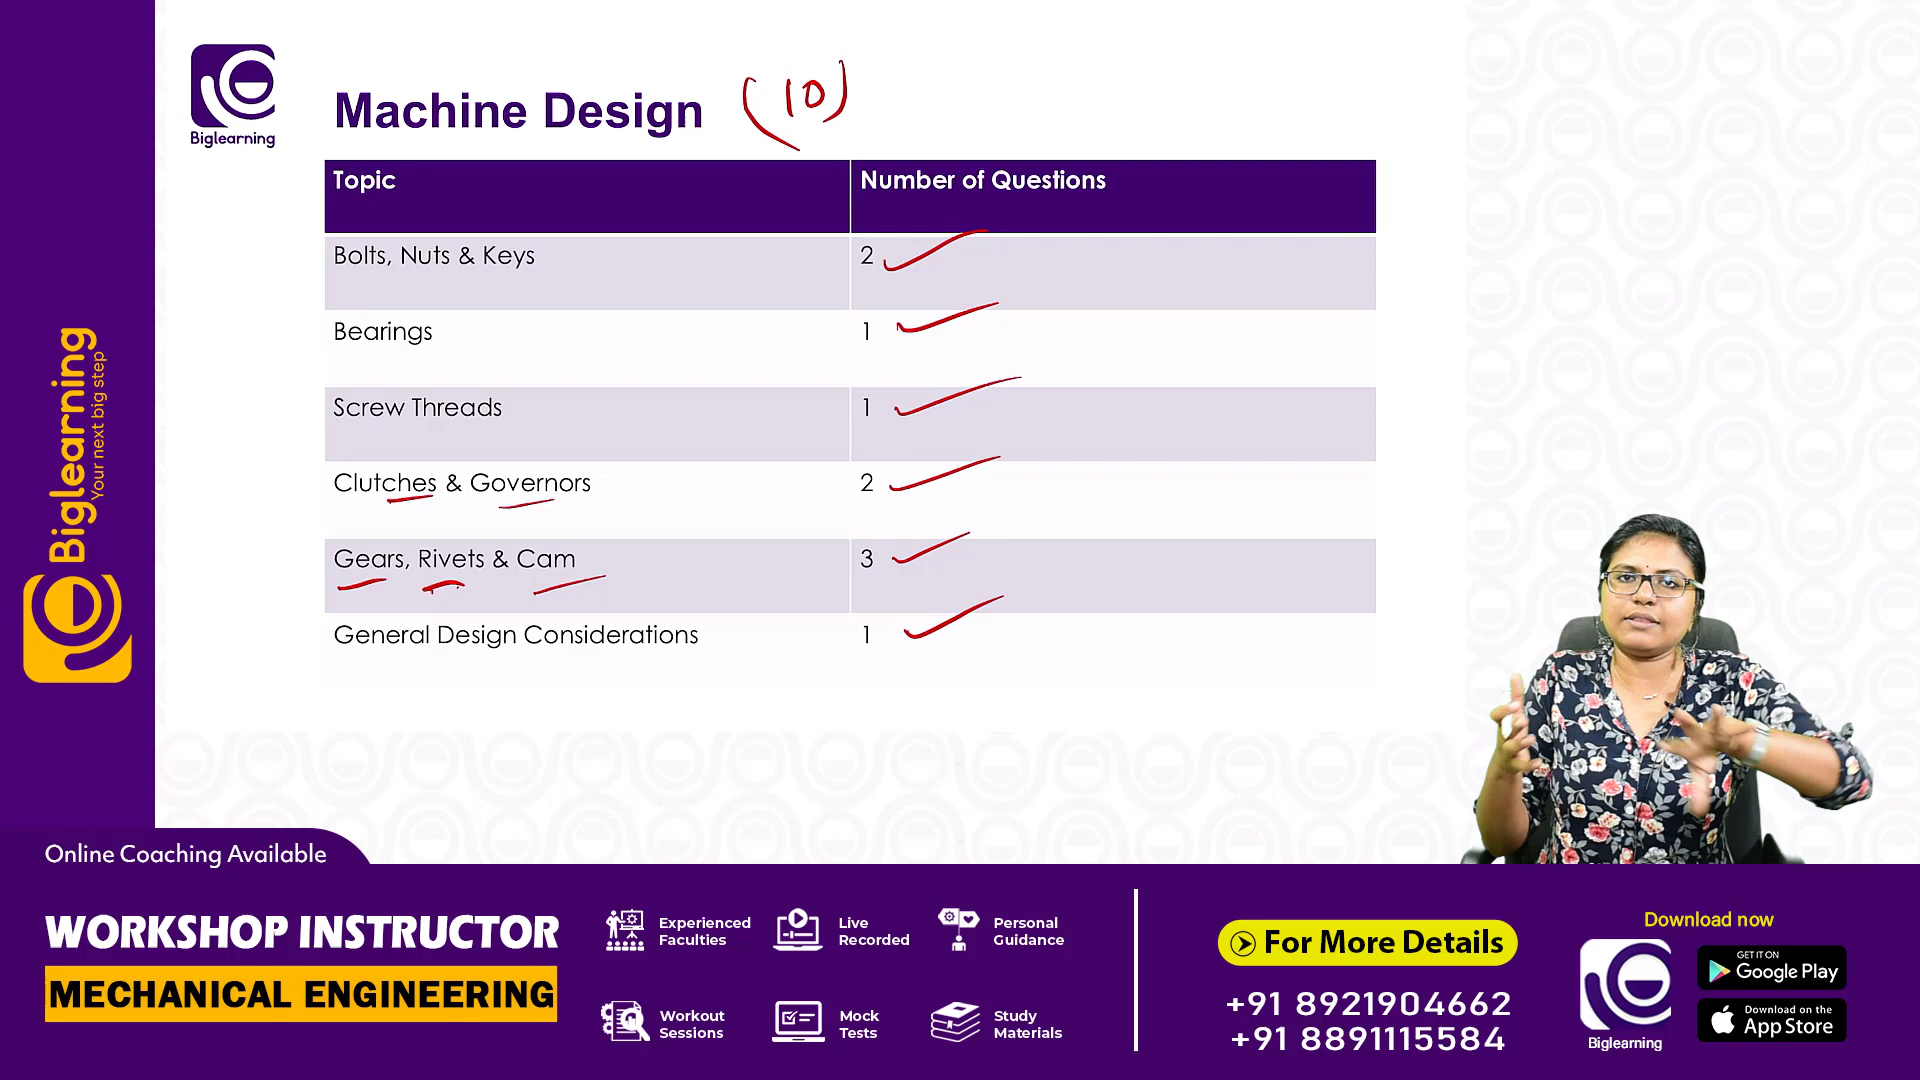 Biglearning
Machine Design (10)
Topic Number of Questions
Bolts, Nuts & Keys 2
Bearings 1
Screw Threads 1
Clutches & Governors 2
Gears, Rivets & Cam 3
General Design Considerations 1
Biglearning
Your next big step
Online Coaching Available
WORKSHOP INSTRUCTOR
MECHANICAL ENGINEERING
Experienced
Faculties
Live
Recorded
Personal
Guidance
Workout
Sessions
Mock
Tests
Study
Materials
For More Details
+91 8921904662
+91 8891115584
Download now
Biglearning
GET IT ON
Google Play
Download on the
App Store